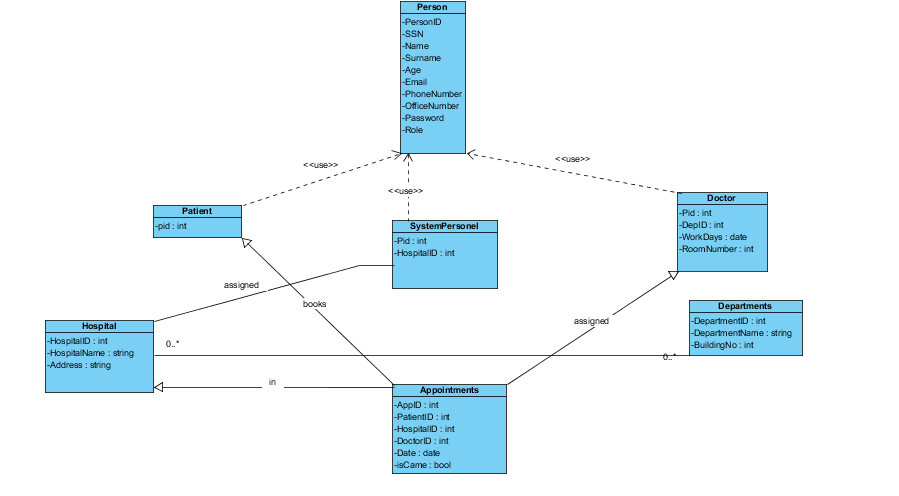 Person
-PersonID
-SSN
-Name
-Surname
-Age
-Email
-PhoneNumber
-OfficeNumber
-Password
-Role
<<use>>
<<use>>
<<use>>
Patient
-pid : int
SystemPersonel
-Pid : int
-HospitalID : int
Doctor
-Pid : int
-DepID : int
-WorkDays : date
-RoomNumber : int
assigned
books
assigned
Hospital
-HospitalID : int
-HospitalName : string
-Address : string
0..*
0..*
Departments
-DepartmentID : int
-DepartmentName : string
-BuildingNo : int
in
Appointments
-AppID : int
-PatientID : int
-HospitalID : int
-DoctorID : int
-Date : date
-isCame : bool